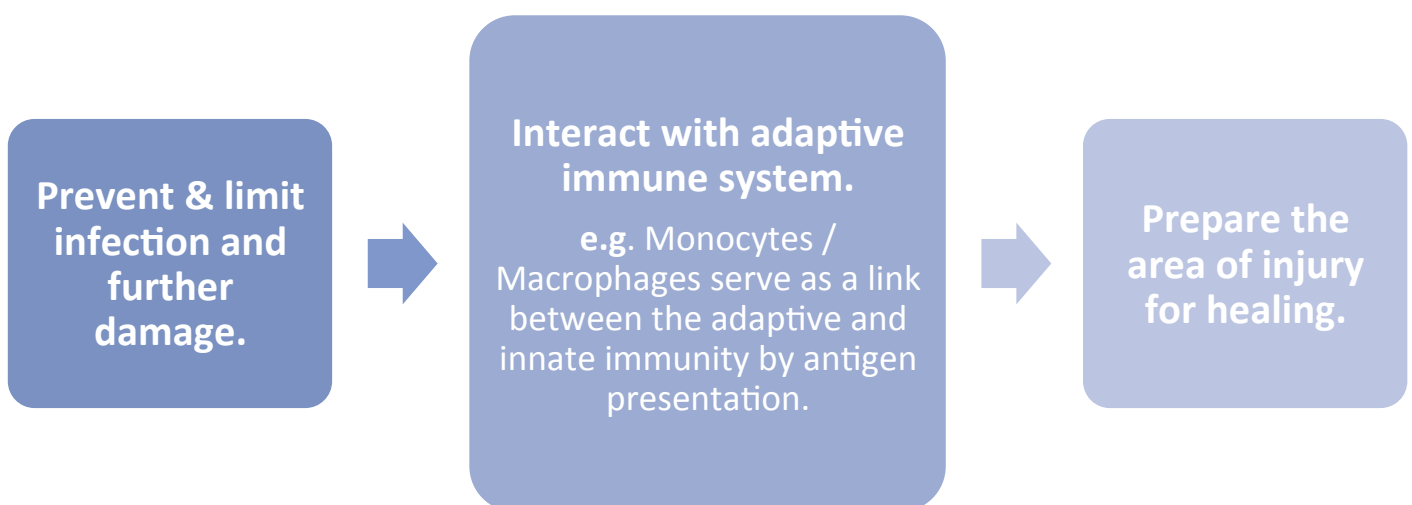 Prevent & limit
infection and
further
damage.
Interact with adaptive
immune system.
e.g. Monocytes /
Macrophages serve as a link
between the adaptive and
innate immunity by antigen
presentation.
Prepare the
area of injury
for healing.